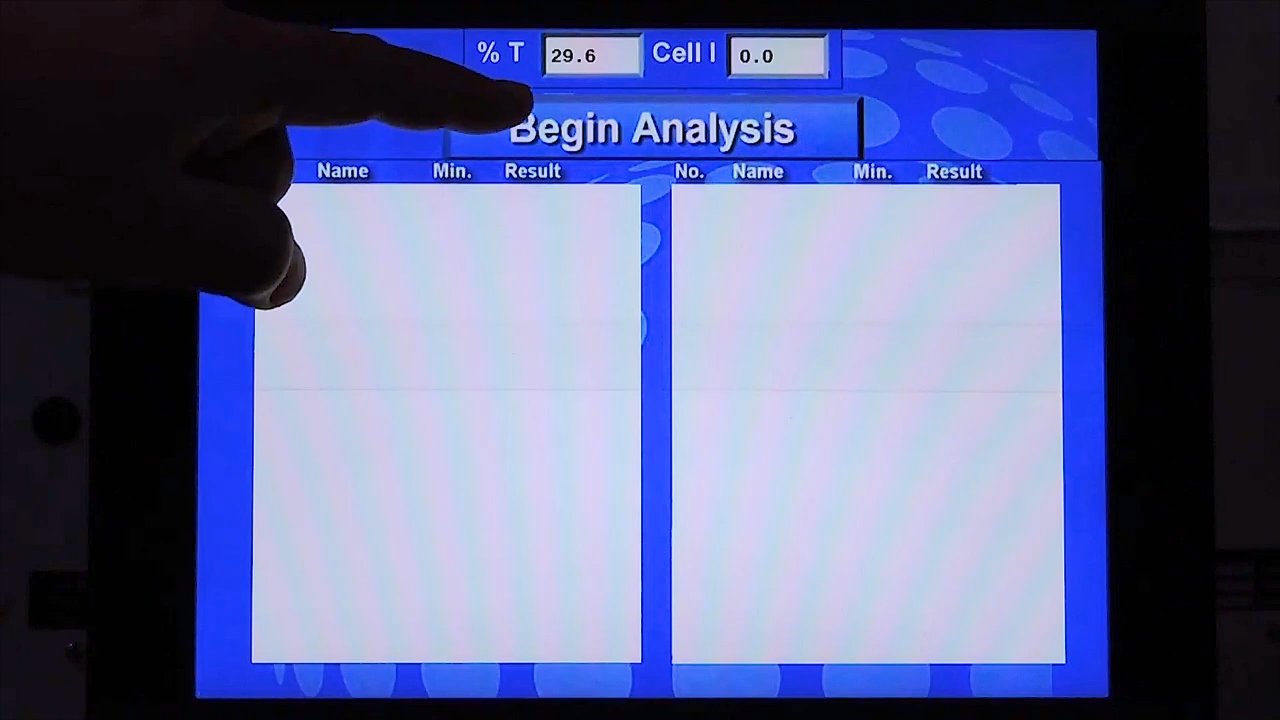 % T 29.6 Cell I 0.0
Begin Analysis
Name Min. Result No. Name Min. Result